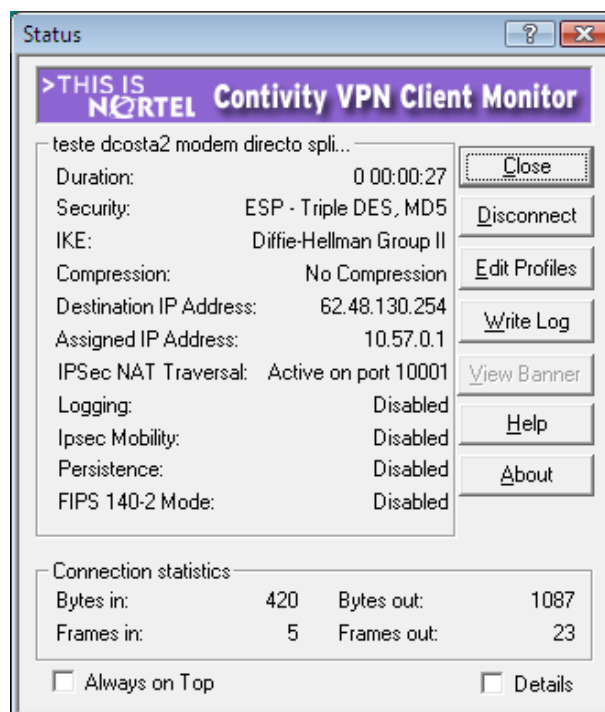 Status
>THIS IS
NORTEL Contivity VPN Client Monitor
teste dcosta2 modem directo spli...
Duration: 0 00:00:27
Security: ESP - Triple DES, MD5
IKE: Diffie-Hellman Group II
Compression: No Compression
Destination IP Address: 62.48.130.254
Assigned IP Address: 10.57.0.1
IPSec NAT Traversal: Active on port 10001
Logging: Disabled
Ipsec Mobility: Disabled
Persistence: Disabled
FIPS 140-2 Mode: Disabled
Close
Disconnect
Edit Profiles
Write Log
View Banner
Help
About
Connection statistics
Bytes in: 420 Bytes out: 1087
Frames in: 5 Frames out: 23
Always on Top Details